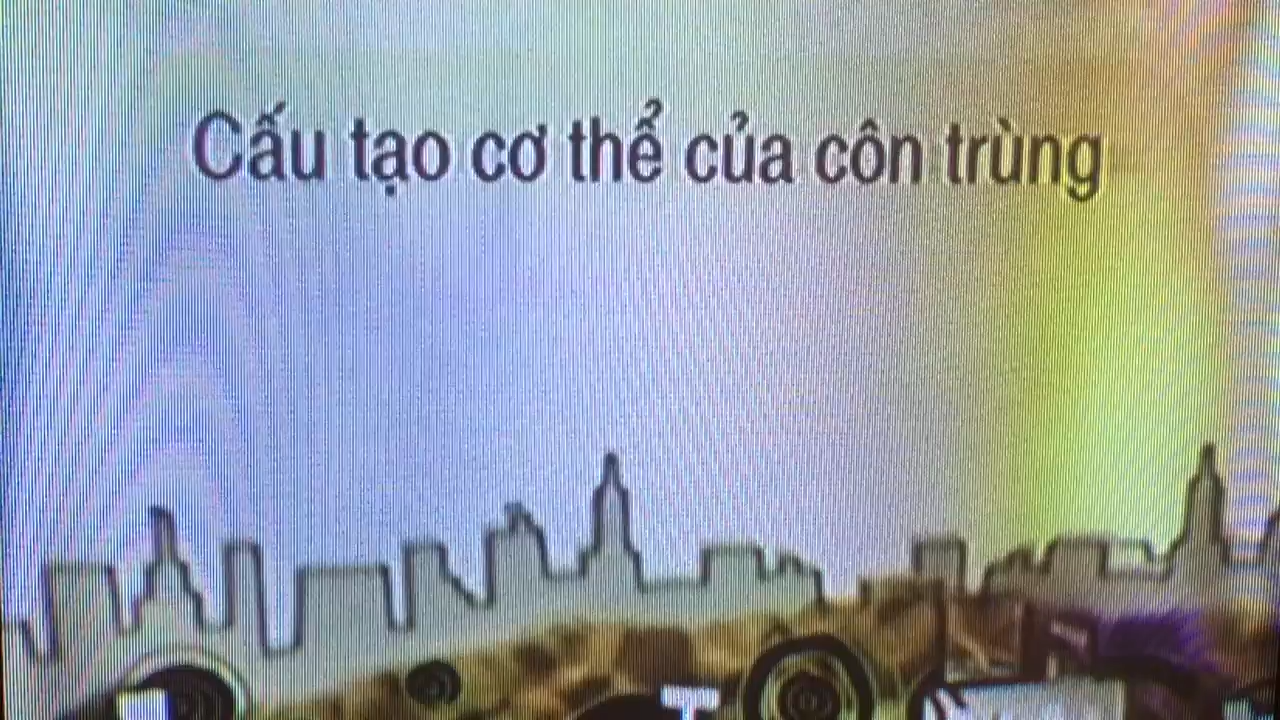 Cấu tạo cơ thể của côn trùng